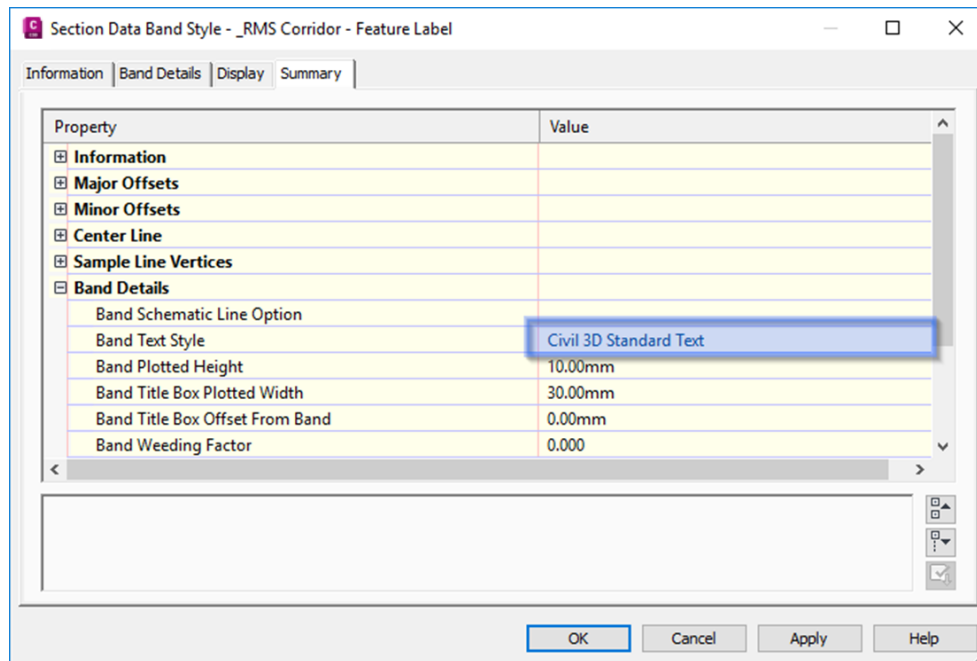 Section Data Band Style - _RMS Corridor - Feature Label
Information Band Details Display Summary
Property Value
Information
Major Offsets
Minor Offsets
Center Line
Sample Line Vertices
Band Details
Band Schematic Line Option
Band Text Style Civil 3D Standard Text
Band Plotted Height 10.00mm
Band Title Box Plotted Width 30.00mm
Band Title Box Offset From Band 0.00mm
Band Weeding Factor 0.000
OK Cancel Apply Help